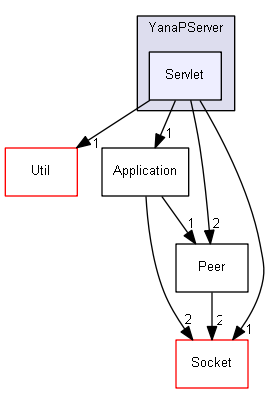 YanaPServer
Servlet
1
1
Util
Application
1
2
Peer
2
2
1
Socket